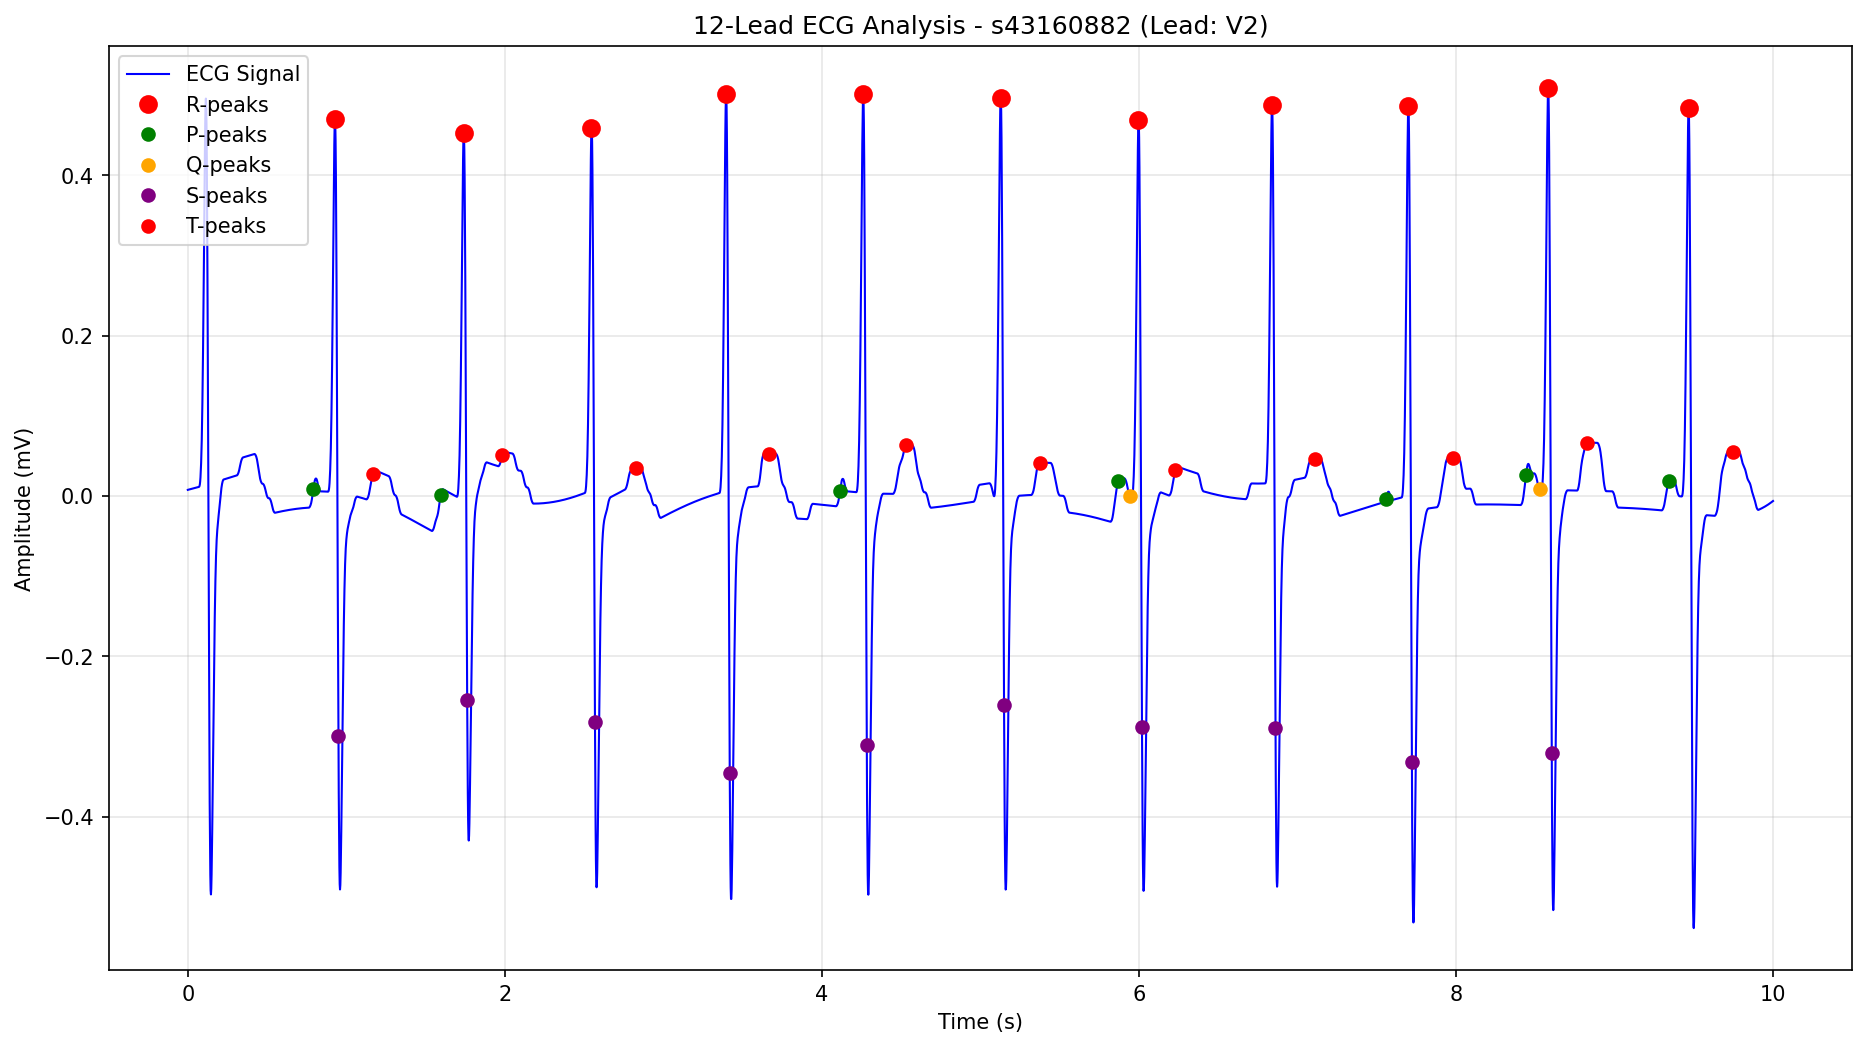 12-Lead ECG Analysis - s43160882 (Lead: V2)
ECG Signal
R-peaks
P-peaks
Q-peaks
S-peaks
T-peaks
Amplitude (mV)
0.4
0.2
0.0
−0.2
−0.4
0 2 4 6 8 10
Time (s)